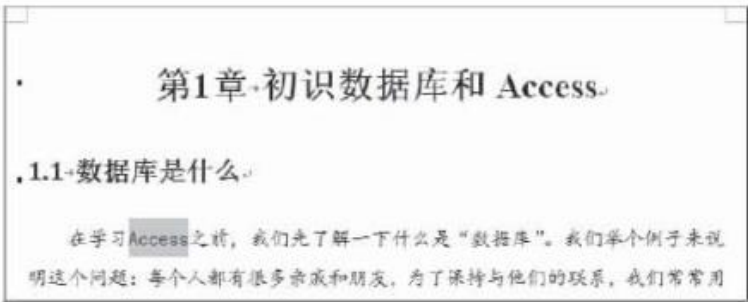 第1章 初识数据库和 Access
1.1 数据库是什么
在学习Access之前，我们先了解一下什么是“数据库”。我们举个例子来说
明这个问题：每个人都有很多亲戚和朋友，为了保持与他们的联系，我们常常用